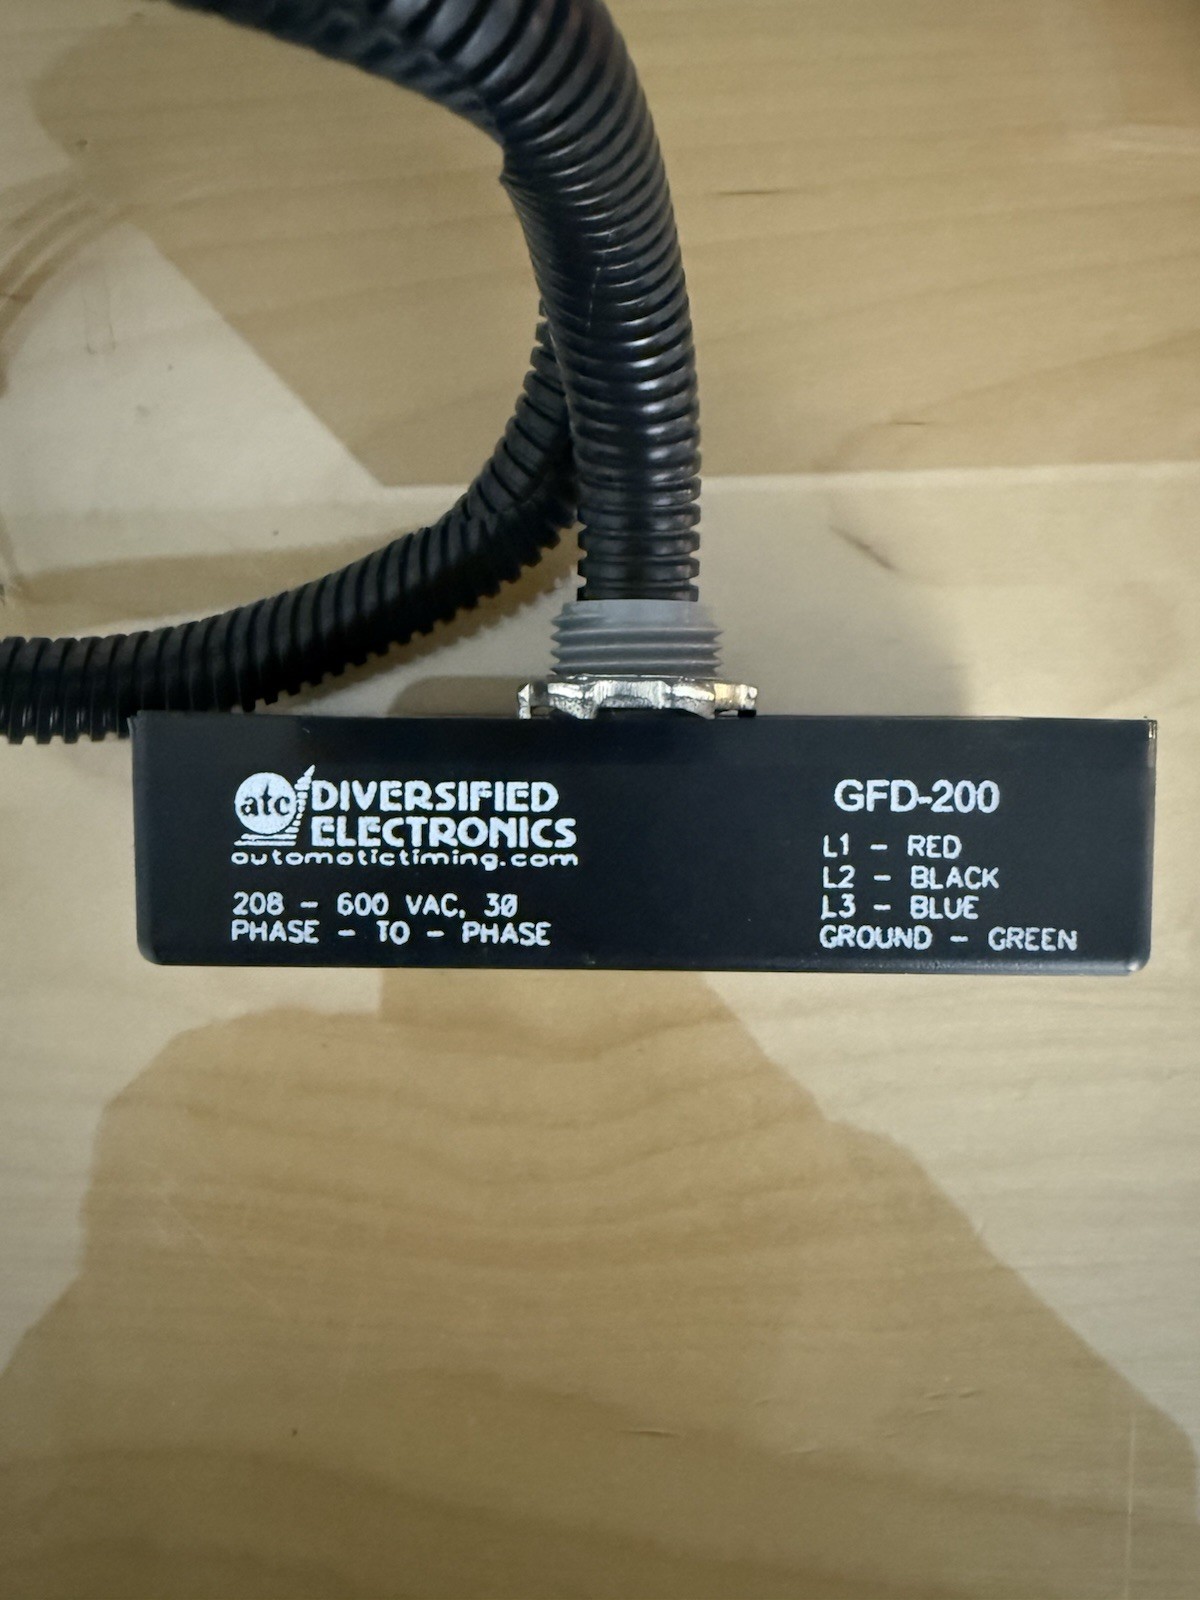 atc DIVERSIFIED
ELECTRONICS
automatictiming.com
208 - 600 VAC, 3Ø
PHASE - TO - PHASE
GFD-200
L1 - RED
L2 - BLACK
L3 - BLUE
GROUND - GREEN